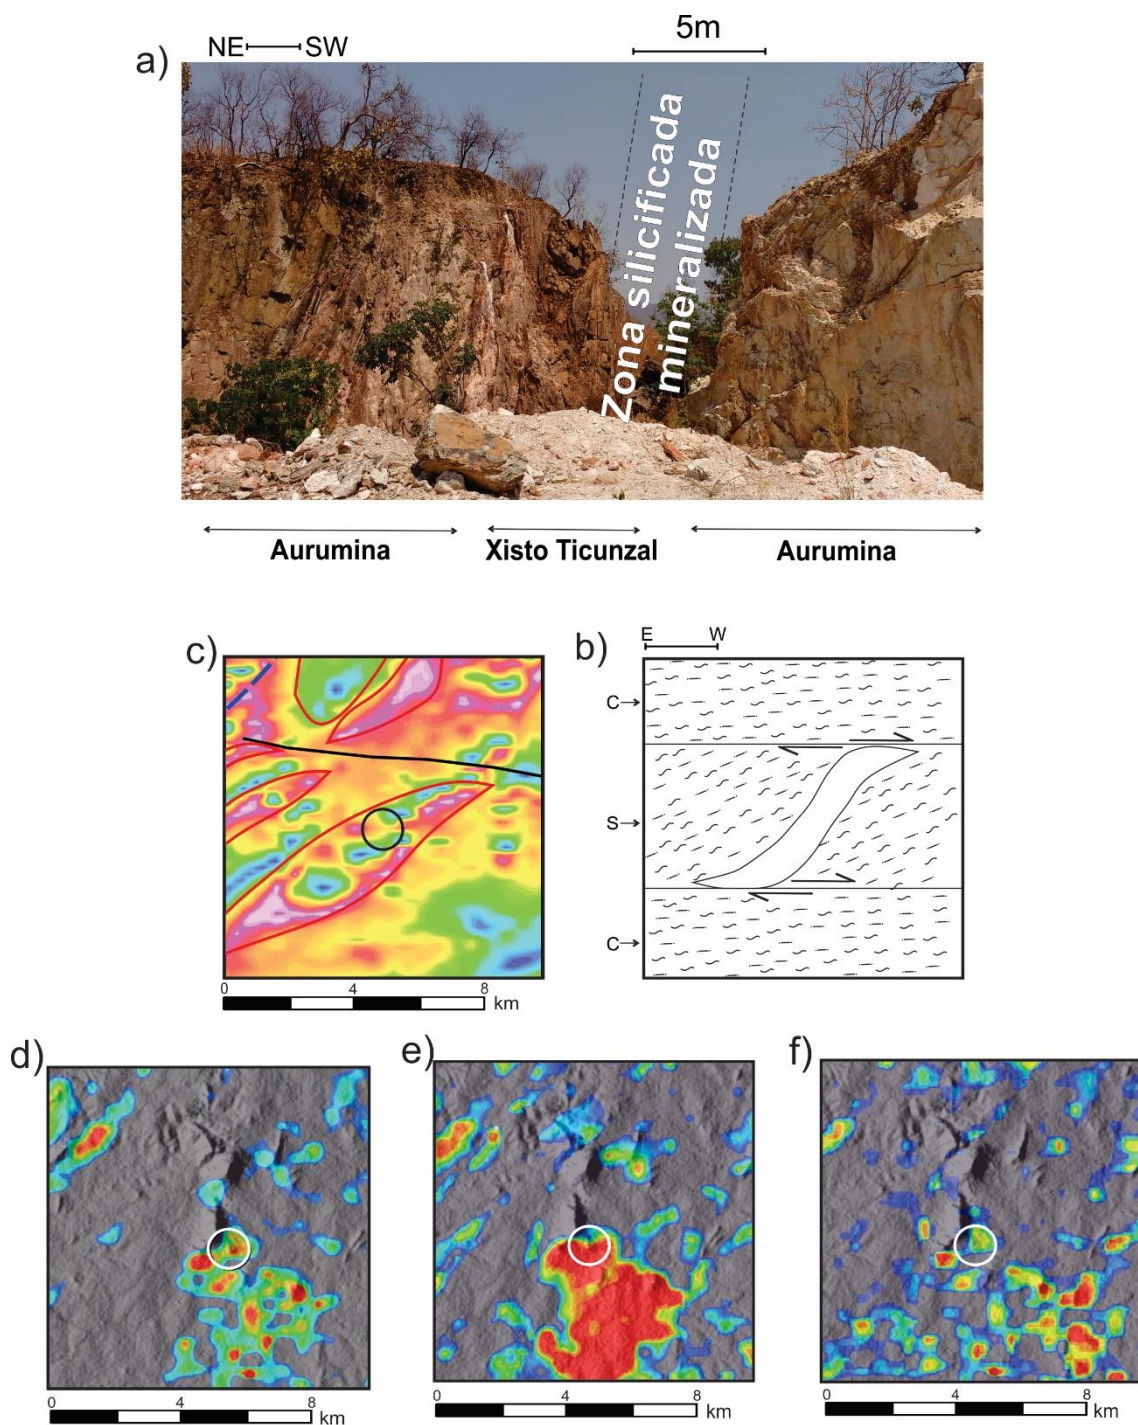 5m
NE SW
a)
Zona silicificada
mineralizada
Aurumina Xisto Ticunzal Aurumina
c)
b)
E W
C
S
C
0 4 8
km
d)
e)
f)
0 4 8
km
0 4 8
km
0 4 8
km